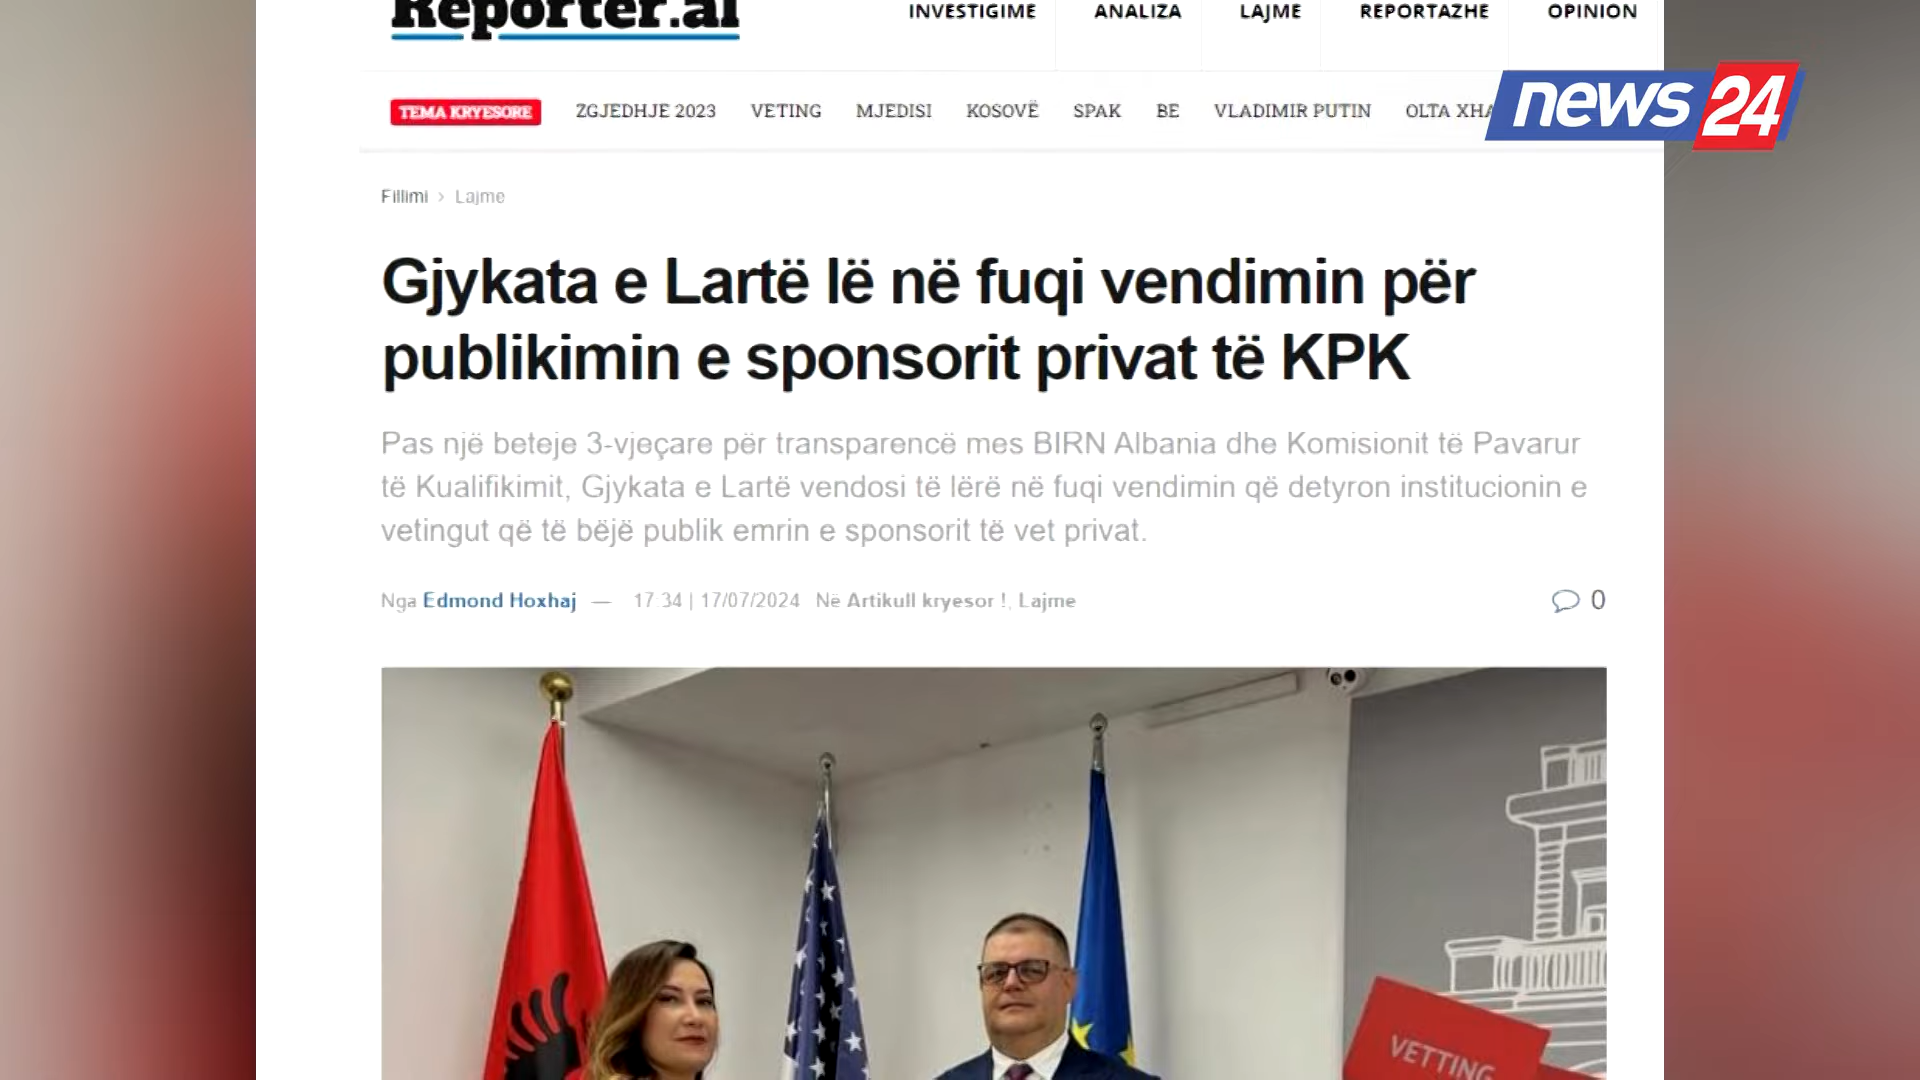 Reporter.al
INVESTIGIME ANALIZA LAJME REPORTAZHE OPINION
news 24
TEMA KRYESORE ZGJEDHJE 2023 VETING MJEDISI KOSOVË SPAK BE VLADIMIR PUTIN OLTA XHA
Fillimi > Lajme
Gjykata e Lartë lë në fuqi vendimin për
publikimin e sponsorit privat të KPK
Pas një beteje 3-vjeçare për transparencë mes BIRN Albania dhe Komisionit të Pavarur
të Kualifikimit, Gjykata e Lartë vendosi të lërë në fuqi vendimin që detyron institucionin e
vetingut që të bëjë publik emrin e sponsorit të vet privat.
Nga Edmond Hoxhaj — 17:34 | 17/07/2024 Në Artikull kryesor !, Lajme 0
VETTING